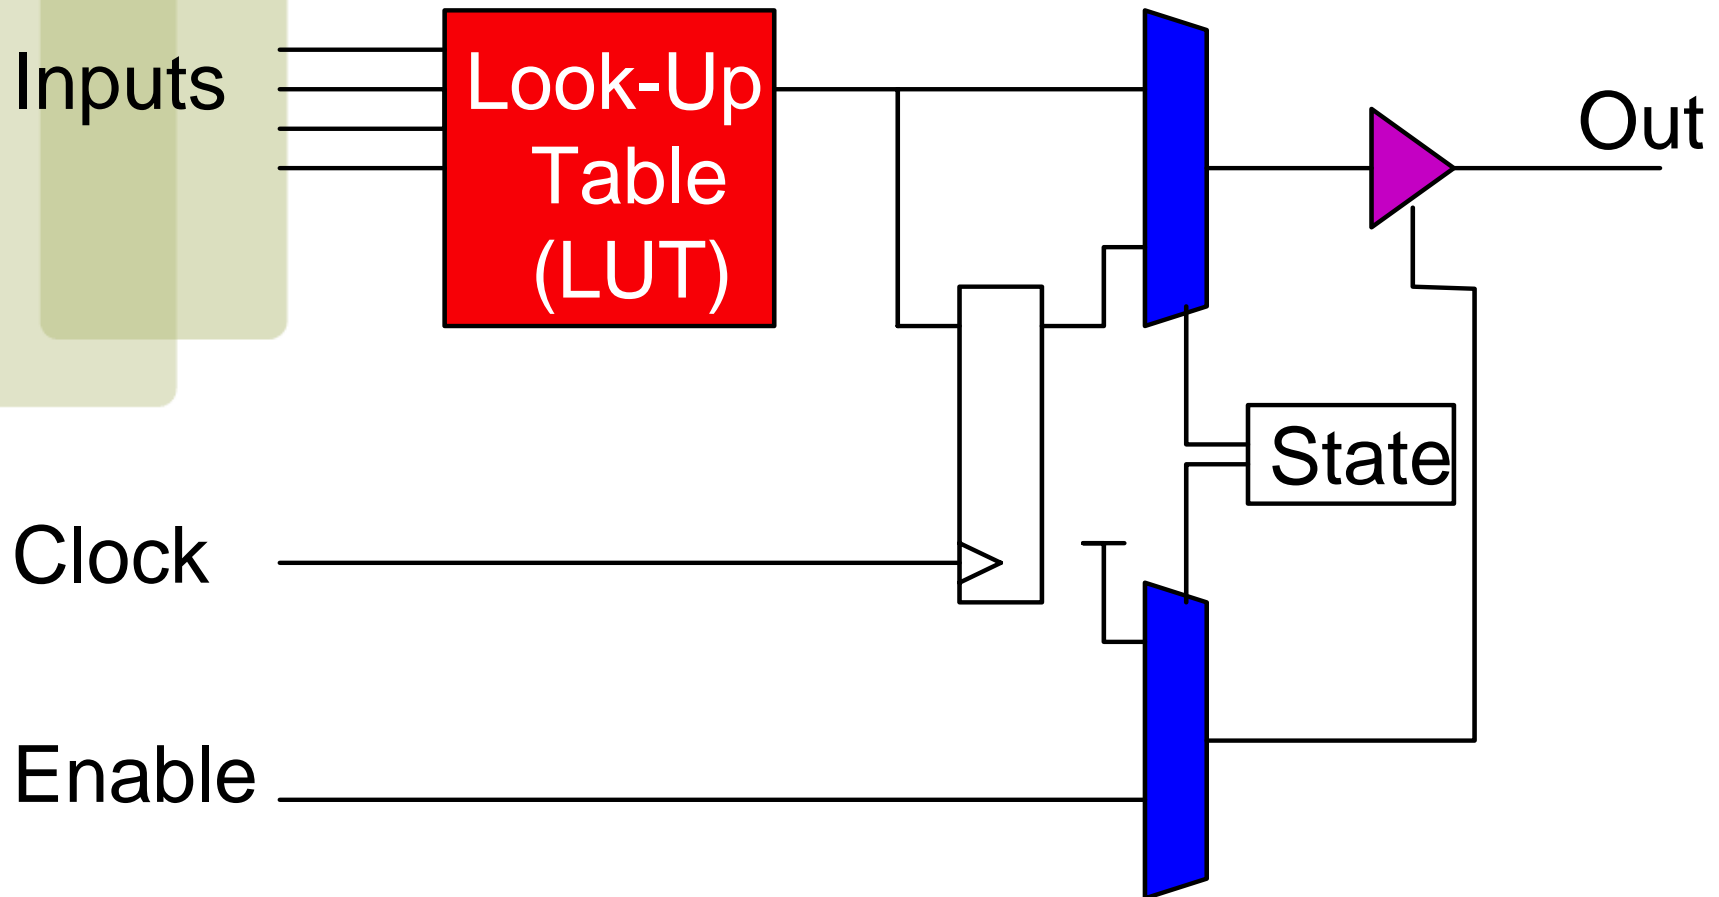 Inputs
Look-Up
Table
(LUT)
Out
State
Clock
Enable